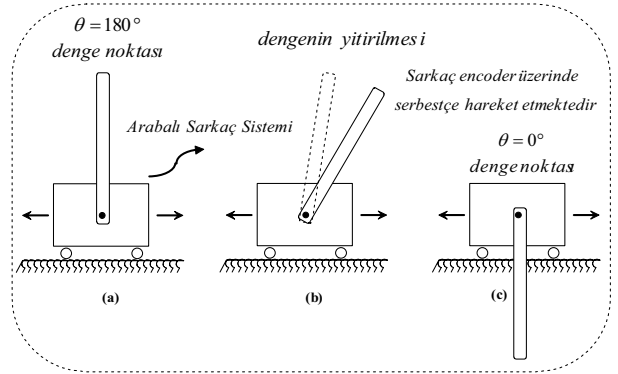 θ = 180°
denge noktası
dengenin yitirilmesi
Sarkaç encoder üzerinde
serbestçe hareket etmektedir
Arabalı Sarkaç Sistemi
θ = 0°
denge noktası
(a)
(b)
(c)